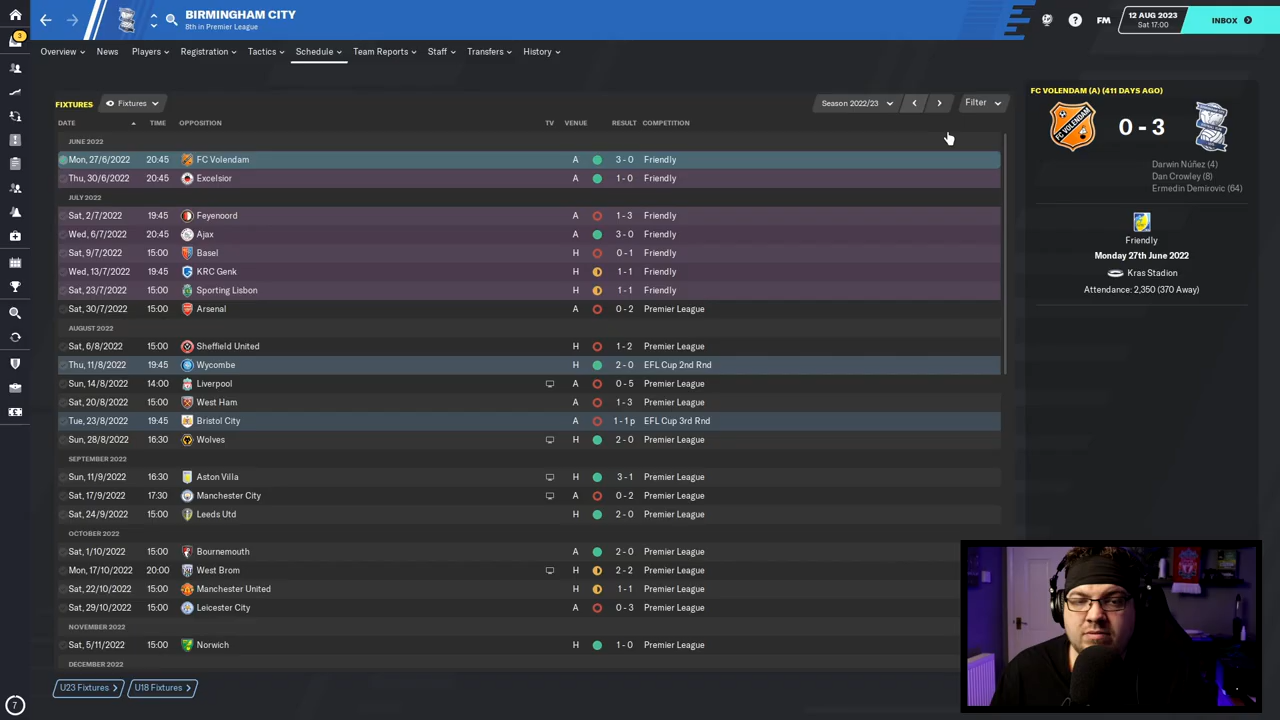 3
BIRMINGHAM CITY
8th in Premier League
FM
12 AUG 2023
Sat 17:00
INBOX
Overview News Players Registration Tactics Schedule Team Reports Staff Transfers History
FIXTURES Fixtures Season 2022/23 Filter
DATE TIME OPPOSITION TV VENUE RESULT COMPETITION
JUNE 2022
Mon, 27/6/2022 20:45 FC Volendam A 3 - 0 Friendly
Thu, 30/6/2022 20:45 Excelsior A 1 - 0 Friendly
JULY 2022
Sat, 2/7/2022 19:45 Feyenoord A 1 - 3 Friendly
Wed, 6/7/2022 20:45 Ajax A 3 - 0 Friendly
Sat, 9/7/2022 15:00 Basel H 0 - 1 Friendly
Wed, 13/7/2022 19:45 KRC Genk H 1 - 1 Friendly
Sat, 23/7/2022 15:00 Sporting Lisbon H 1 - 1 Friendly
Sat, 30/7/2022 15:00 Arsenal A 0 - 2 Premier League
AUGUST 2022
Sat, 6/8/2022 15:00 Sheffield United H 1 - 2 Premier League
Thu, 11/8/2022 19:45 Wycombe H 2 - 0 EFL Cup 2nd Rnd
Sun, 14/8/2022 14:00 Liverpool A 0 - 5 Premier League
Sat, 20/8/2022 15:00 West Ham A 1 - 3 Premier League
Tue, 23/8/2022 19:45 Bristol City A 1 - 1 p EFL Cup 3rd Rnd
Sun, 28/8/2022 16:30 Wolves H 2 - 0 Premier League
SEPTEMBER 2022
Sun, 11/9/2022 16:30 Aston Villa H 3 - 1 Premier League
Sat, 17/9/2022 17:30 Manchester City A 0 - 2 Premier League
Sat, 24/9/2022 15:00 Leeds Utd H 2 - 0 Premier League
OCTOBER 2022
Sat, 1/10/2022 15:00 Bournemouth A 2 - 0 Premier League
Mon, 17/10/2022 20:00 West Brom H 2 - 2 Premier League
Sat, 22/10/2022 15:00 Manchester United H 1 - 1 Premier League
Sat, 29/10/2022 15:00 Leicester City A 0 - 3 Premier League
NOVEMBER 2022
Sat, 5/11/2022 15:00 Norwich H 1 - 0 Premier League
DECEMBER 2022
U23 Fixtures U18 Fixtures
7
FC VOLENDAM (A) (411 DAYS AGO)
FC VOLENDAM
0 - 3
Darwin Núñez (4)
Dan Crowley (8)
Ermedin Demirovic (64)
Friendly
Monday 27th June 2022
Kras Stadion
Attendance: 2,350 (370 Away)